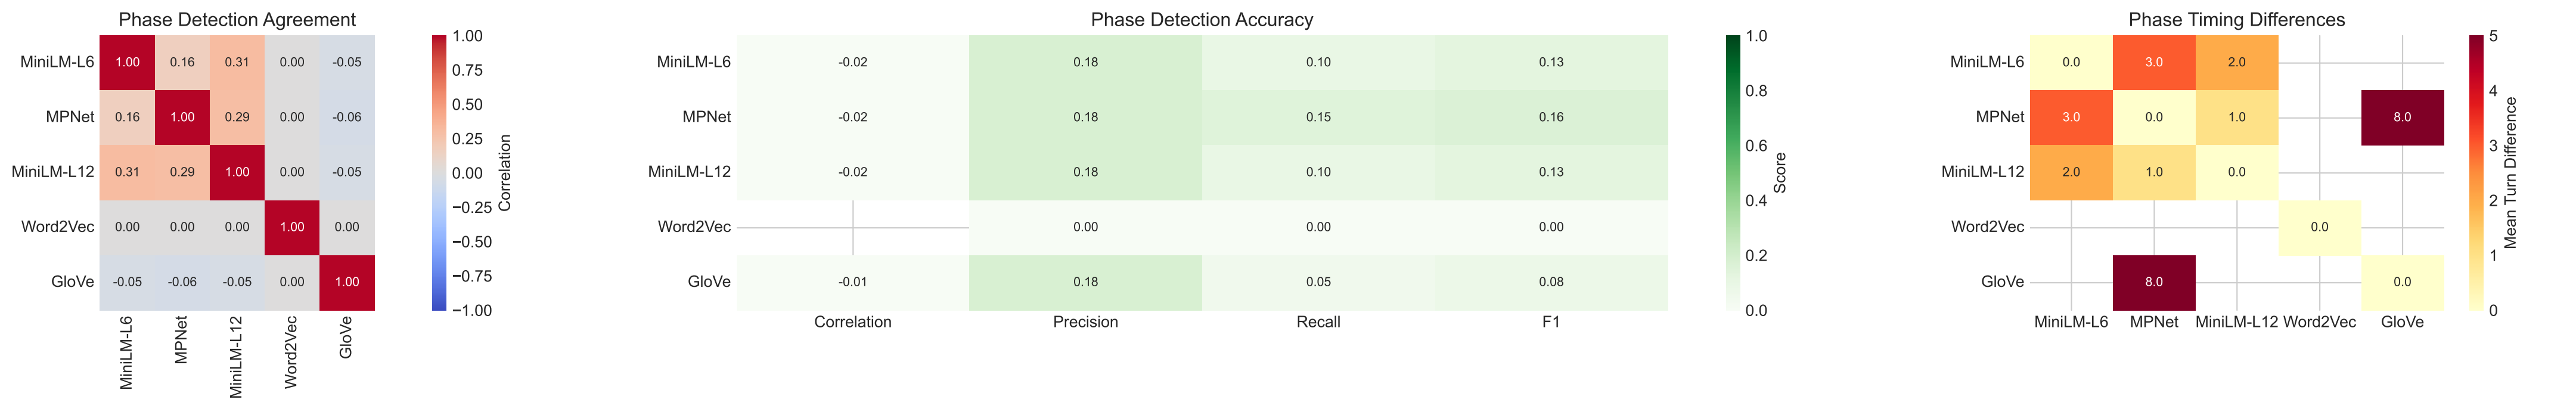 Phase Detection Agreement
MiniLM-L6 1.00 0.16 0.31 0.00 -0.05
MPNet 0.16 1.00 0.29 0.00 -0.06
MiniLM-L12 0.31 0.29 1.00 0.00 -0.05
Word2Vec 0.00 0.00 0.00 1.00 0.00
GloVe -0.05 -0.06 -0.05 0.00 1.00
MiniLM-L6 MPNet MiniLM-L12 Word2Vec GloVe
1.00
0.75
0.50
0.25
0.00
−0.25
−0.50
−0.75
−1.00
Correlation
Phase Detection Accuracy
MiniLM-L6 -0.02 0.18 0.10 0.13
MPNet -0.02 0.18 0.15 0.16
MiniLM-L12 -0.02 0.18 0.10 0.13
Word2Vec 0.00 0.00 0.00
GloVe -0.01 0.18 0.05 0.08
Correlation Precision Recall F1
1.0
0.8
0.6
0.4
0.2
0.0
Score
Phase Timing Differences
MiniLM-L6 0.0 3.0 2.0
MPNet 3.0 0.0 1.0 8.0
MiniLM-L12 2.0 1.0 0.0
Word2Vec 0.0
GloVe 8.0 0.0
MiniLM-L6 MPNet MiniLM-L12 Word2Vec GloVe
5
4
3
2
1
0
Mean Turn Difference